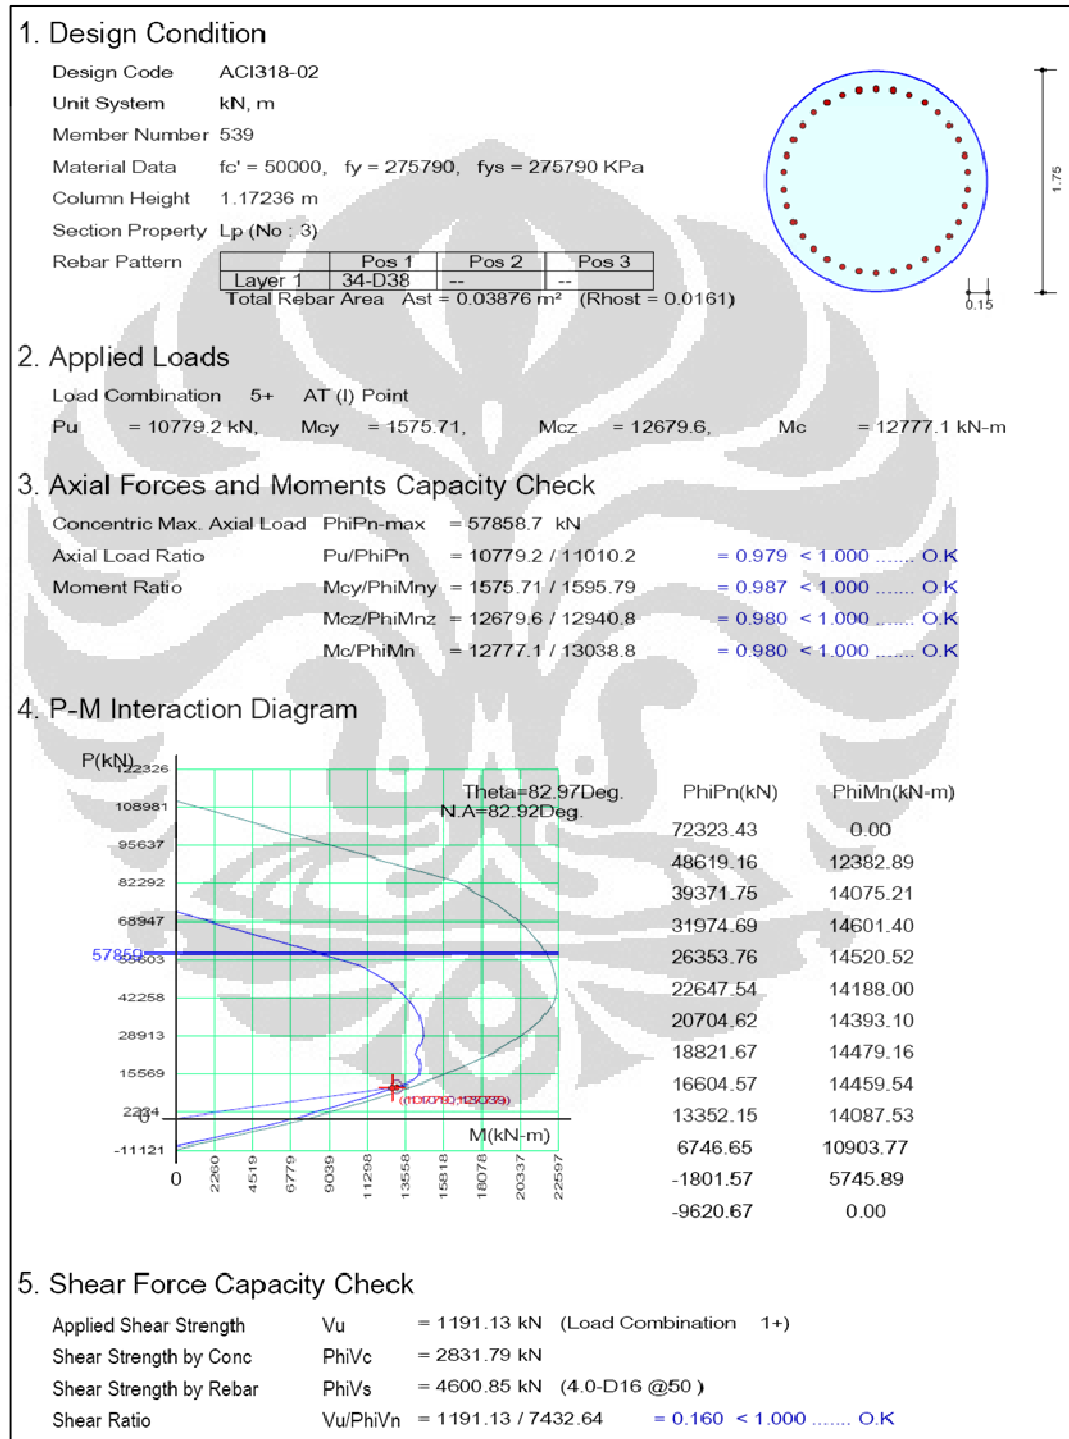 1. Design Condition
Design Code ACI318-02
Unit System kN, m
Member Number 539
Material Data fc' = 50000, fy = 275790, fys = 275790 KPa
Column Height 1.17236 m
Section Property Lp (No : 3)
Rebar Pattern Pos 1 Pos 2 Pos 3
Layer 1 34-D38 -- --
Total Rebar Area Ast = 0.03876 m² (Rhost = 0.0161)
1.75
0.15
2. Applied Loads
Load Combination 5+ AT (I) Point
Pu = 10779.2 kN, Mcy = 1575.71, Mcz = 12679.6, Mc = 12777.1 kN-m
3. Axial Forces and Moments Capacity Check
Concentric Max. Axial Load PhiPn-max = 57858.7 kN
Axial Load Ratio Pu/PhiPn = 10779.2 / 11010.2 = 0.979 < 1.000 ....... O.K
Moment Ratio Mcy/PhiMny = 1575.71 / 1595.79 = 0.987 < 1.000 ....... O.K
Mcz/PhiMnz = 12679.6 / 12940.8 = 0.980 < 1.000 ....... O.K
Mc/PhiMn = 12777.1 / 13038.8 = 0.980 < 1.000 ....... O.K
4. P-M Interaction Diagram
P(kN)
122326
108981
95637
82292
68947
57859
55603
42258
28913
15569
2224
0
-11121
Theta=82.97Deg.
N.A=82.92Deg.
M(kN-m)
0 2260 4519 6779 9039 11298 13558 15818 18078 20337 22597
PhiPn(kN) PhiMn(kN-m)
72323.43 0.00
48619.16 12382.89
39371.75 14075.21
31974.69 14601.40
26353.76 14520.52
22647.54 14188.00
20704.62 14393.10
18821.67 14479.16
16604.57 14459.54
13352.15 14087.53
6746.65 10903.77
-1801.57 5745.89
-9620.67 0.00
5. Shear Force Capacity Check
Applied Shear Strength Vu = 1191.13 kN (Load Combination 1+)
Shear Strength by Conc PhiVc = 2831.79 kN
Shear Strength by Rebar PhiVs = 4600.85 kN (4.0-D16 @50 )
Shear Ratio Vu/PhiVn = 1191.13 / 7432.64 = 0.160 < 1.000 ....... O.K